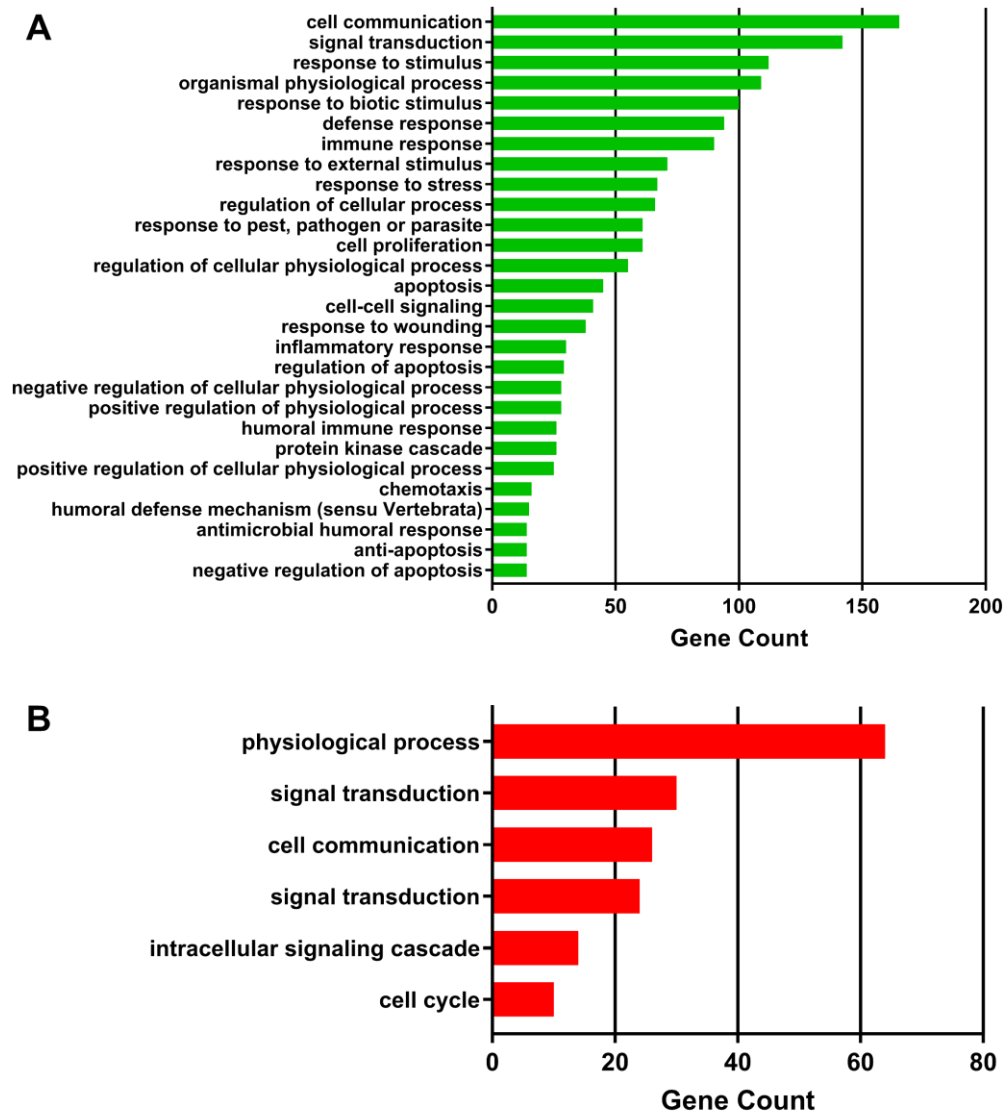 A
cell communication
signal transduction
response to stimulus
organismal physiological process
response to biotic stimulus
defense response
immune response
response to external stimulus
response to stress
regulation of cellular process
response to pest, pathogen or parasite
cell proliferation
regulation of cellular physiological process
apoptosis
cell-cell signaling
response to wounding
inflammatory response
regulation of apoptosis
negative regulation of cellular physiological process
positive regulation of physiological process
humoral immune response
protein kinase cascade
positive regulation of cellular physiological process
chemotaxis
humoral defense mechanism (sensu Vertebrata)
antimicrobial humoral response
anti-apoptosis
negative regulation of apoptosis
0 50 100 150 200
Gene Count
B
physiological process
signal transduction
cell communication
signal transduction
intracellular signaling cascade
cell cycle
0 20 40 60 80
Gene Count